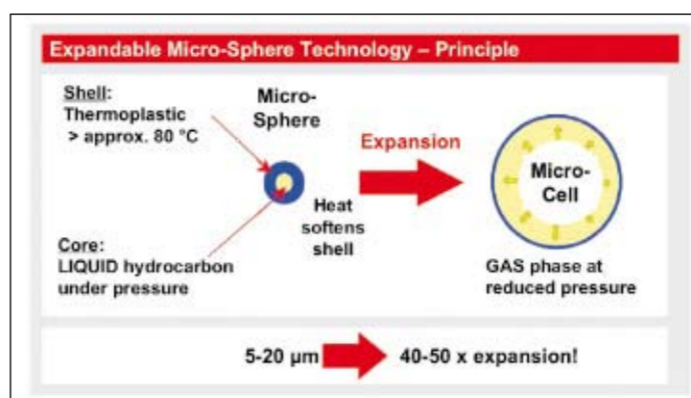 Expandable Micro-Sphere Technology – Principle
Shell:
Thermoplastic
> approx. 80 °C
Micro-
Sphere
Expansion
Micro-
Cell
Heat
softens
shell
Core:
LIQUID hydrocarbon
under pressure
GAS phase at
reduced pressure
5-20 µm
40-50 x expansion!